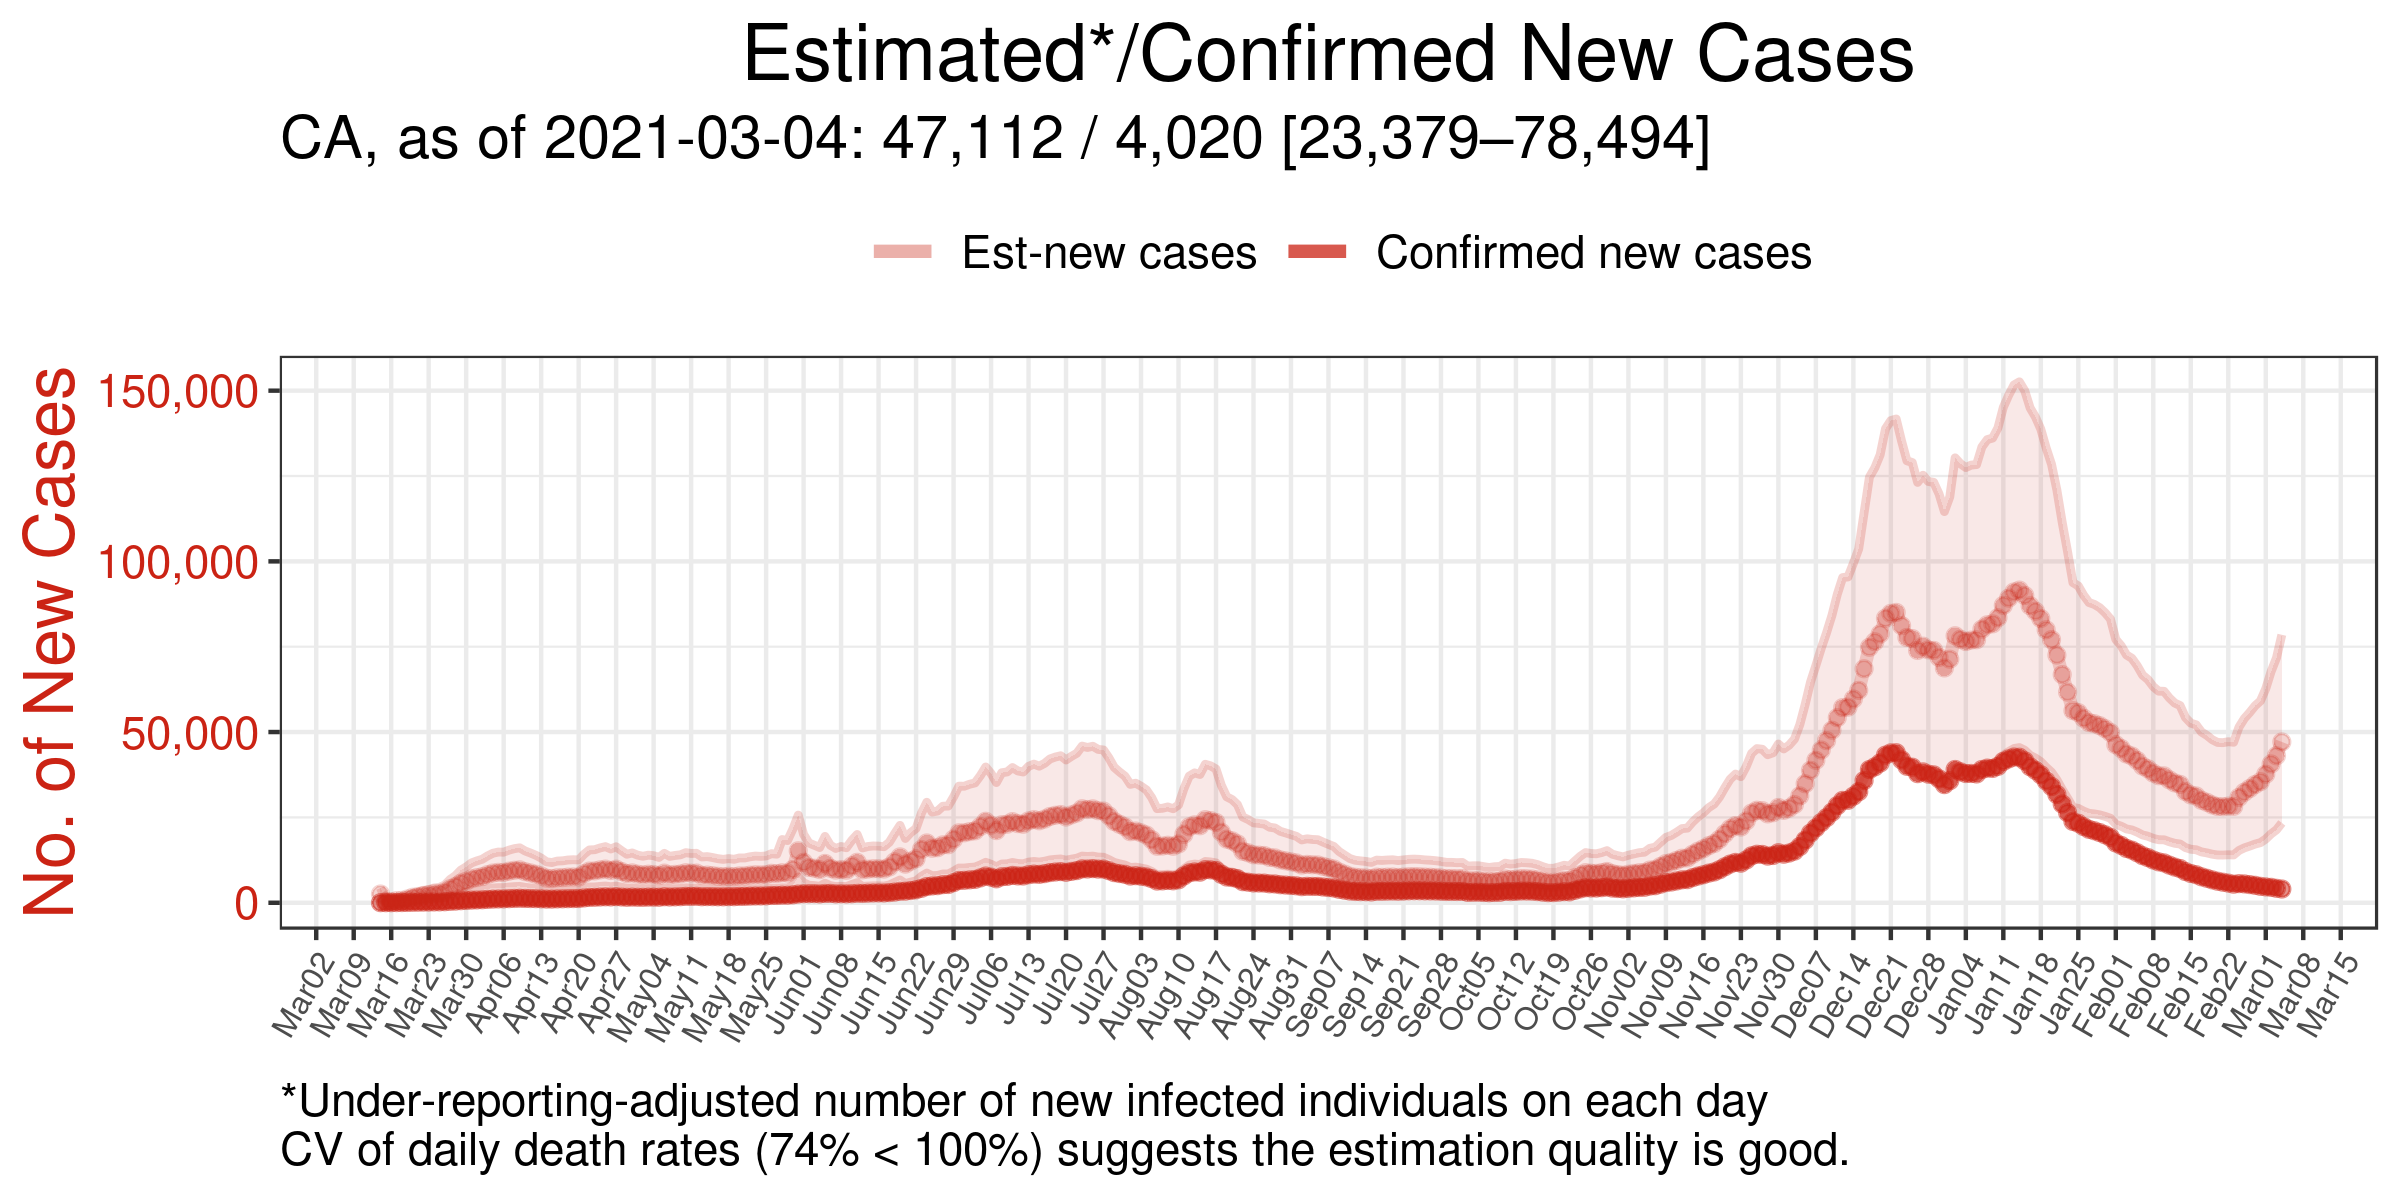 Estimated*/Confirmed New Cases
CA, as of 2021-03-04: 47,112 / 4,020 [23,379–78,494]
Est-new cases Confirmed new cases
No. of New Cases
150,000
100,000
50,000
0
Mar02 Mar09 Mar16 Mar23 Mar30 Apr06 Apr13 Apr20 Apr27 May04 May11 May18 May25 Jun01 Jun08 Jun15 Jun22 Jun29 Jul06 Jul13 Jul20 Jul27 Aug03 Aug10 Aug17 Aug24 Aug31 Sep07 Sep14 Sep21 Sep28 Oct05 Oct12 Oct19 Oct26 Nov02 Nov09 Nov16 Nov23 Nov30 Dec07 Dec14 Dec21 Dec28 Jan04 Jan11 Jan18 Jan25 Feb01 Feb08 Feb15 Feb22 Mar01 Mar08 Mar15
*Under-reporting-adjusted number of new infected individuals on each day
CV of daily death rates (74% < 100%) suggests the estimation quality is good.